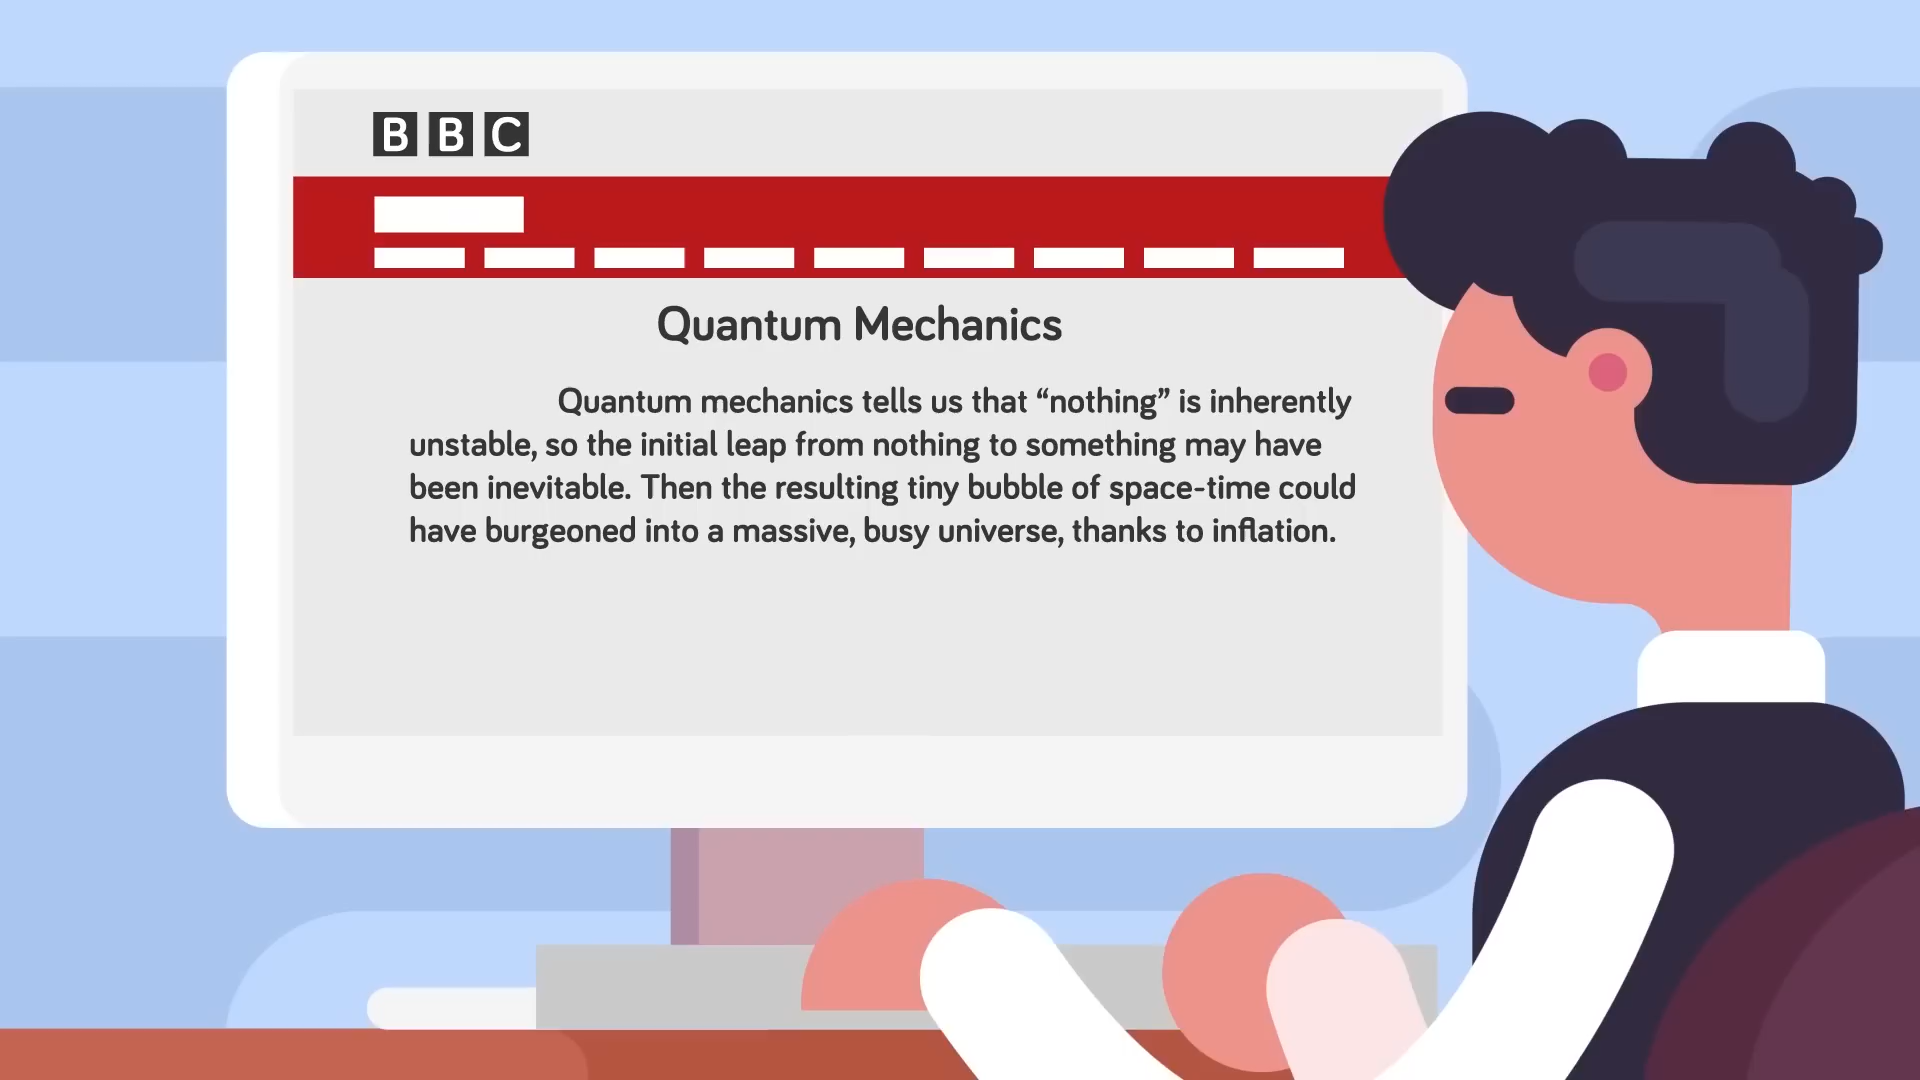 BBC
Quantum Mechanics
Quantum mechanics tells us that “nothing” is inherently
unstable, so the initial leap from nothing to something may have
been inevitable. Then the resulting tiny bubble of space-time could
have burgeoned into a massive, busy universe, thanks to inflation.